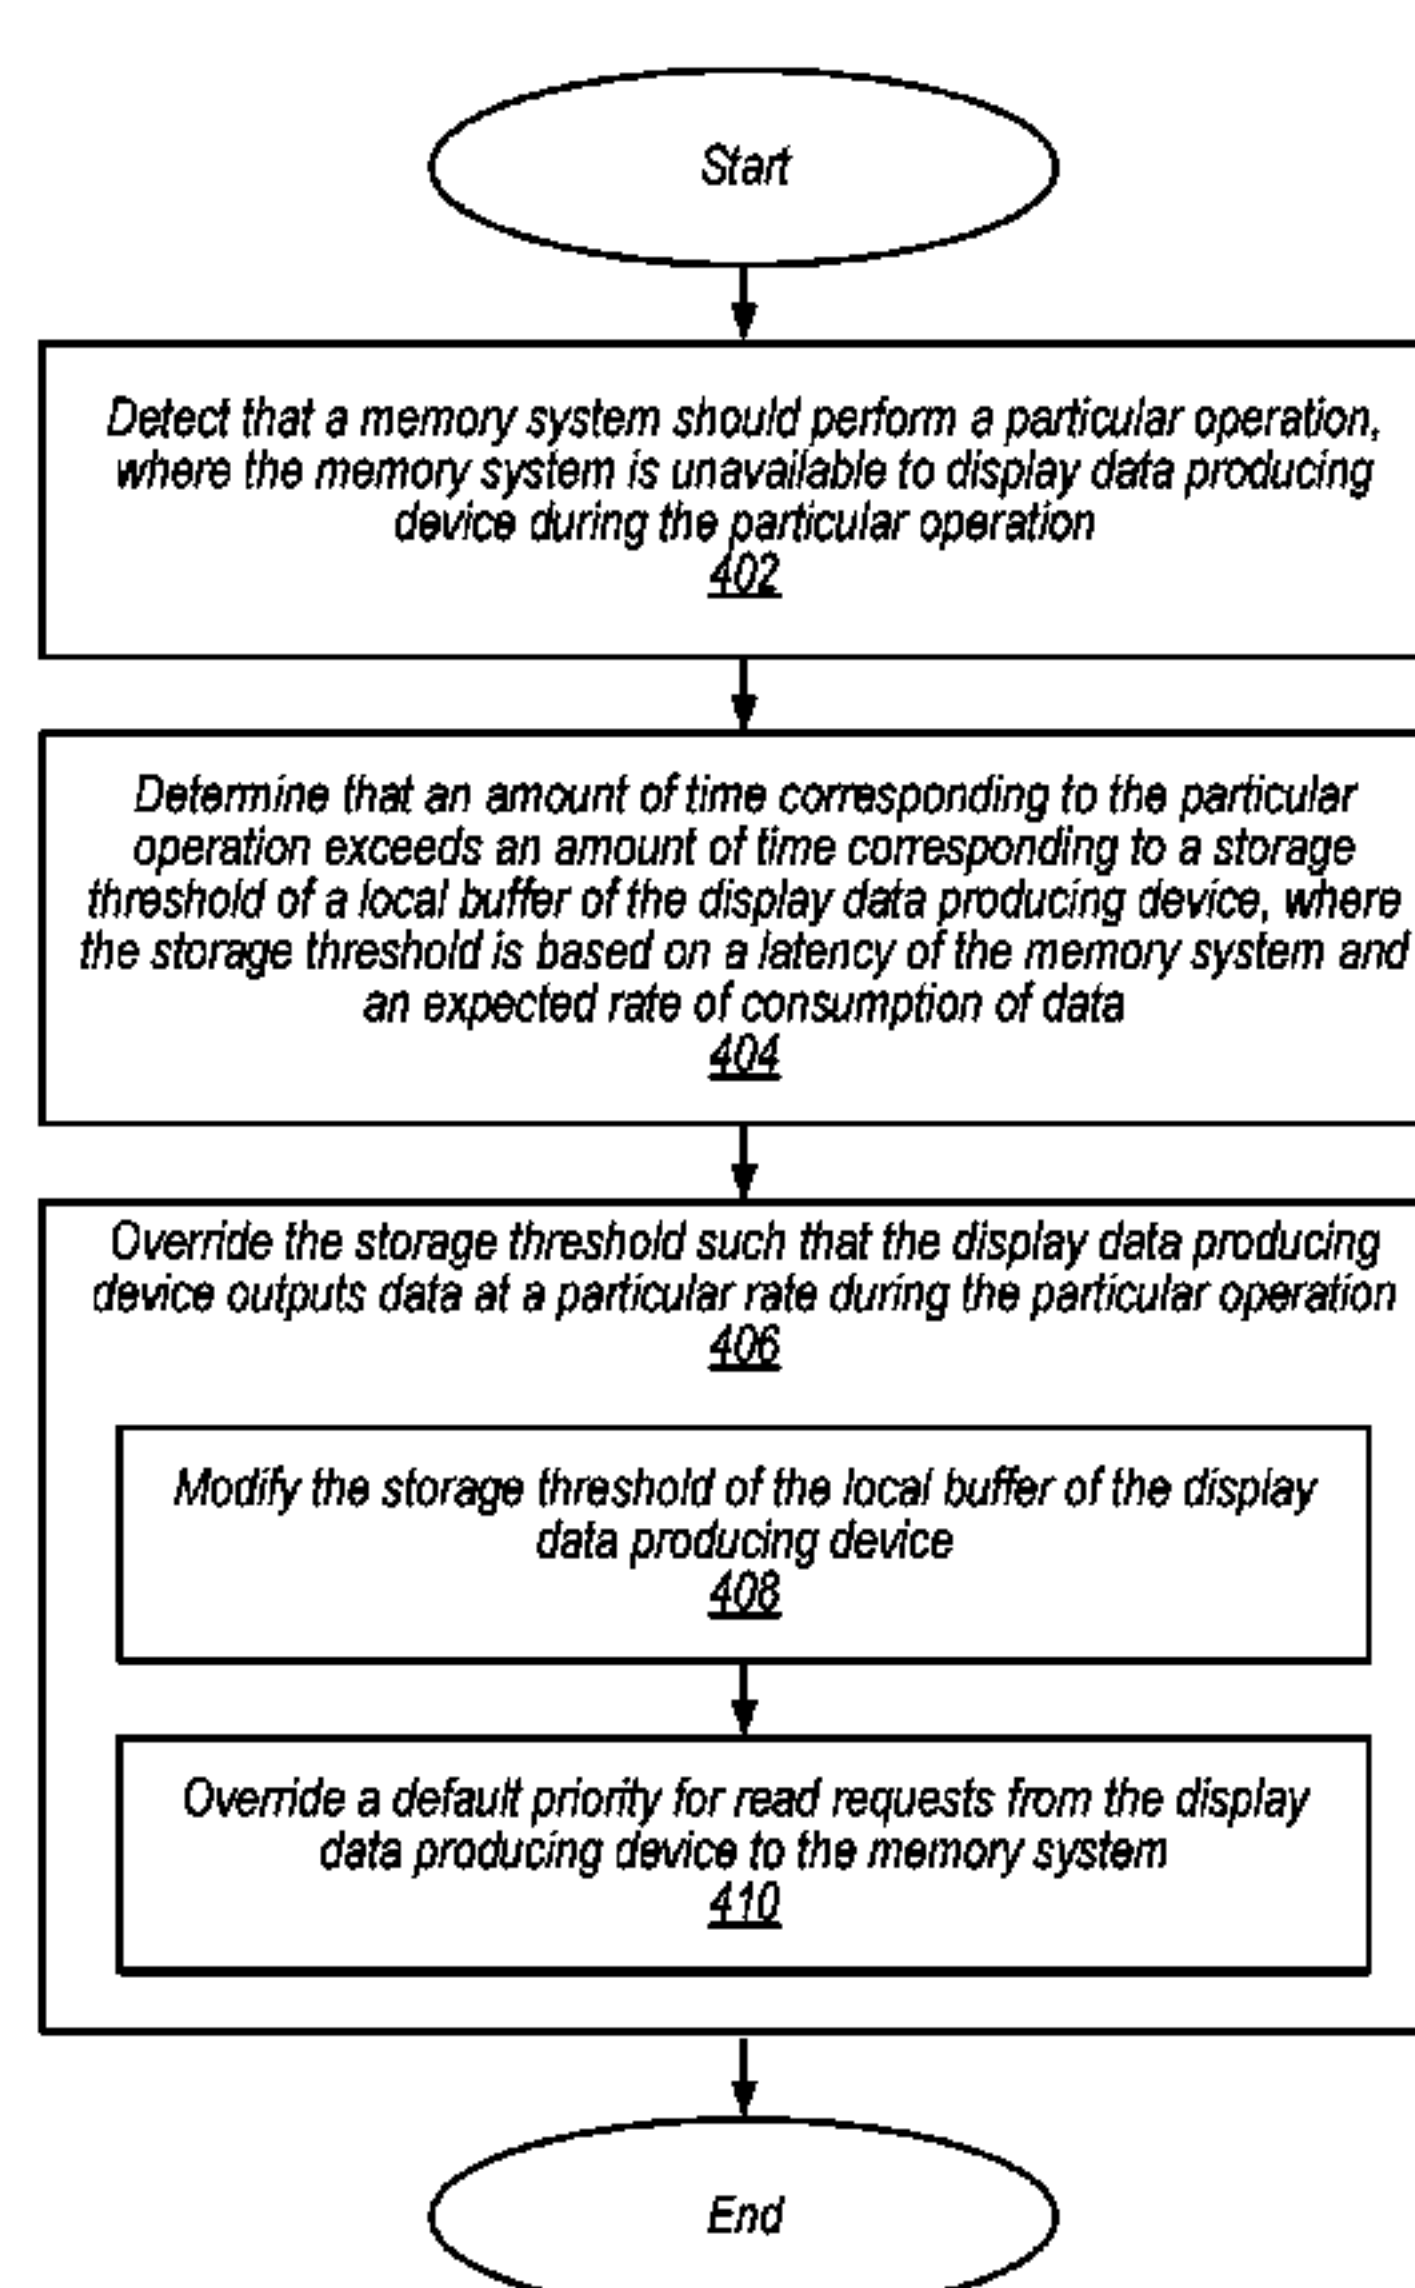 Start
Detect that a memory system should perform a particular operation,
where the memory system is unavailable to display data producing
device during the particular operation
402
Determine that an amount of time corresponding to the particular
operation exceeds an amount of time corresponding to a storage
threshold of a local buffer of the display data producing device, where
the storage threshold is based on a latency of the memory system and
an expected rate of consumption of data
404
Override the storage threshold such that the display data producing
device outputs data at a particular rate during the particular operation
406
Modify the storage threshold of the local buffer of the display
data producing device
408
Override a default priority for read requests from the display
data producing device to the memory system
410
End